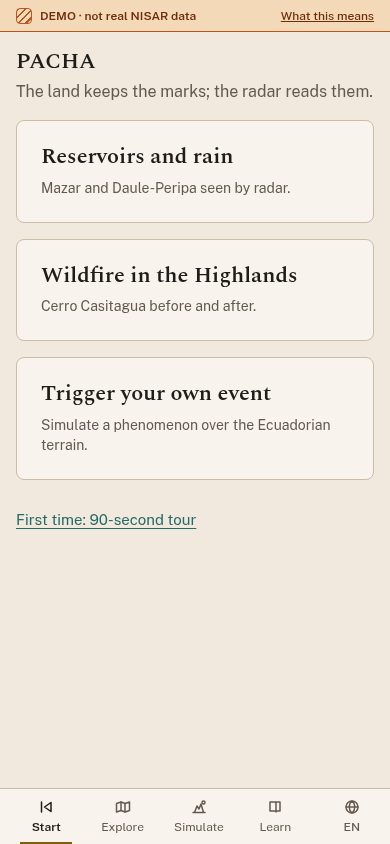 DEMO · not real NISAR data
What this means
PACHA
The land keeps the marks; the radar reads them.
Reservoirs and rain
Mazar and Daule-Peripa seen by radar.
Wildfire in the Highlands
Cerro Casitagua before and after.
Trigger your own event
Simulate a phenomenon over the Ecuadorian
terrain.
First time: 90-second tour
Start
Explore
Simulate
Learn
EN